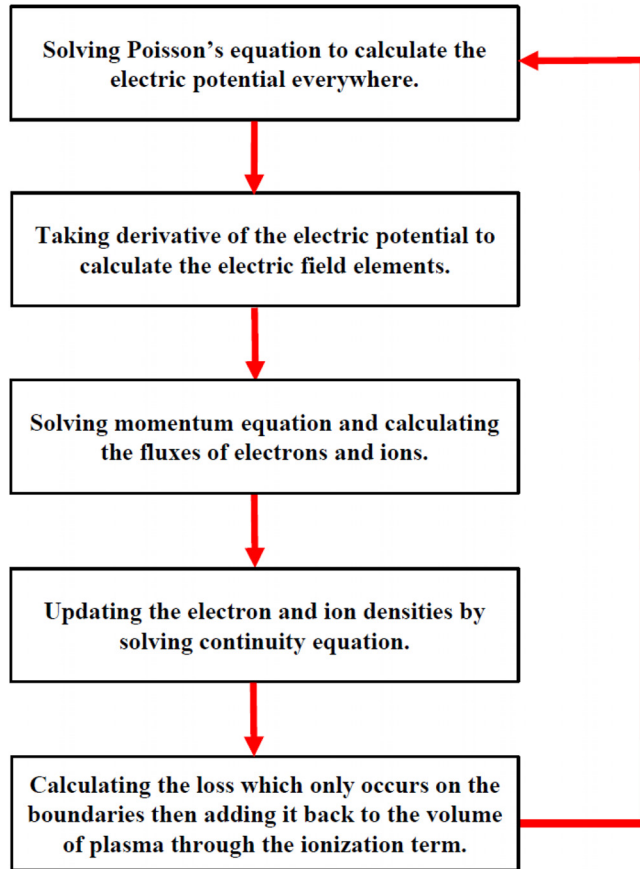 Solving Poisson's equation to calculate the
electric potential everywhere.
Taking derivative of the electric potential to
calculate the electric field elements.
Solving momentum equation and calculating
the fluxes of electrons and ions.
Updating the electron and ion densities by
solving continuity equation.
Calculating the loss which only occurs on the
boundaries then adding it back to the volume
of plasma through the ionization term.